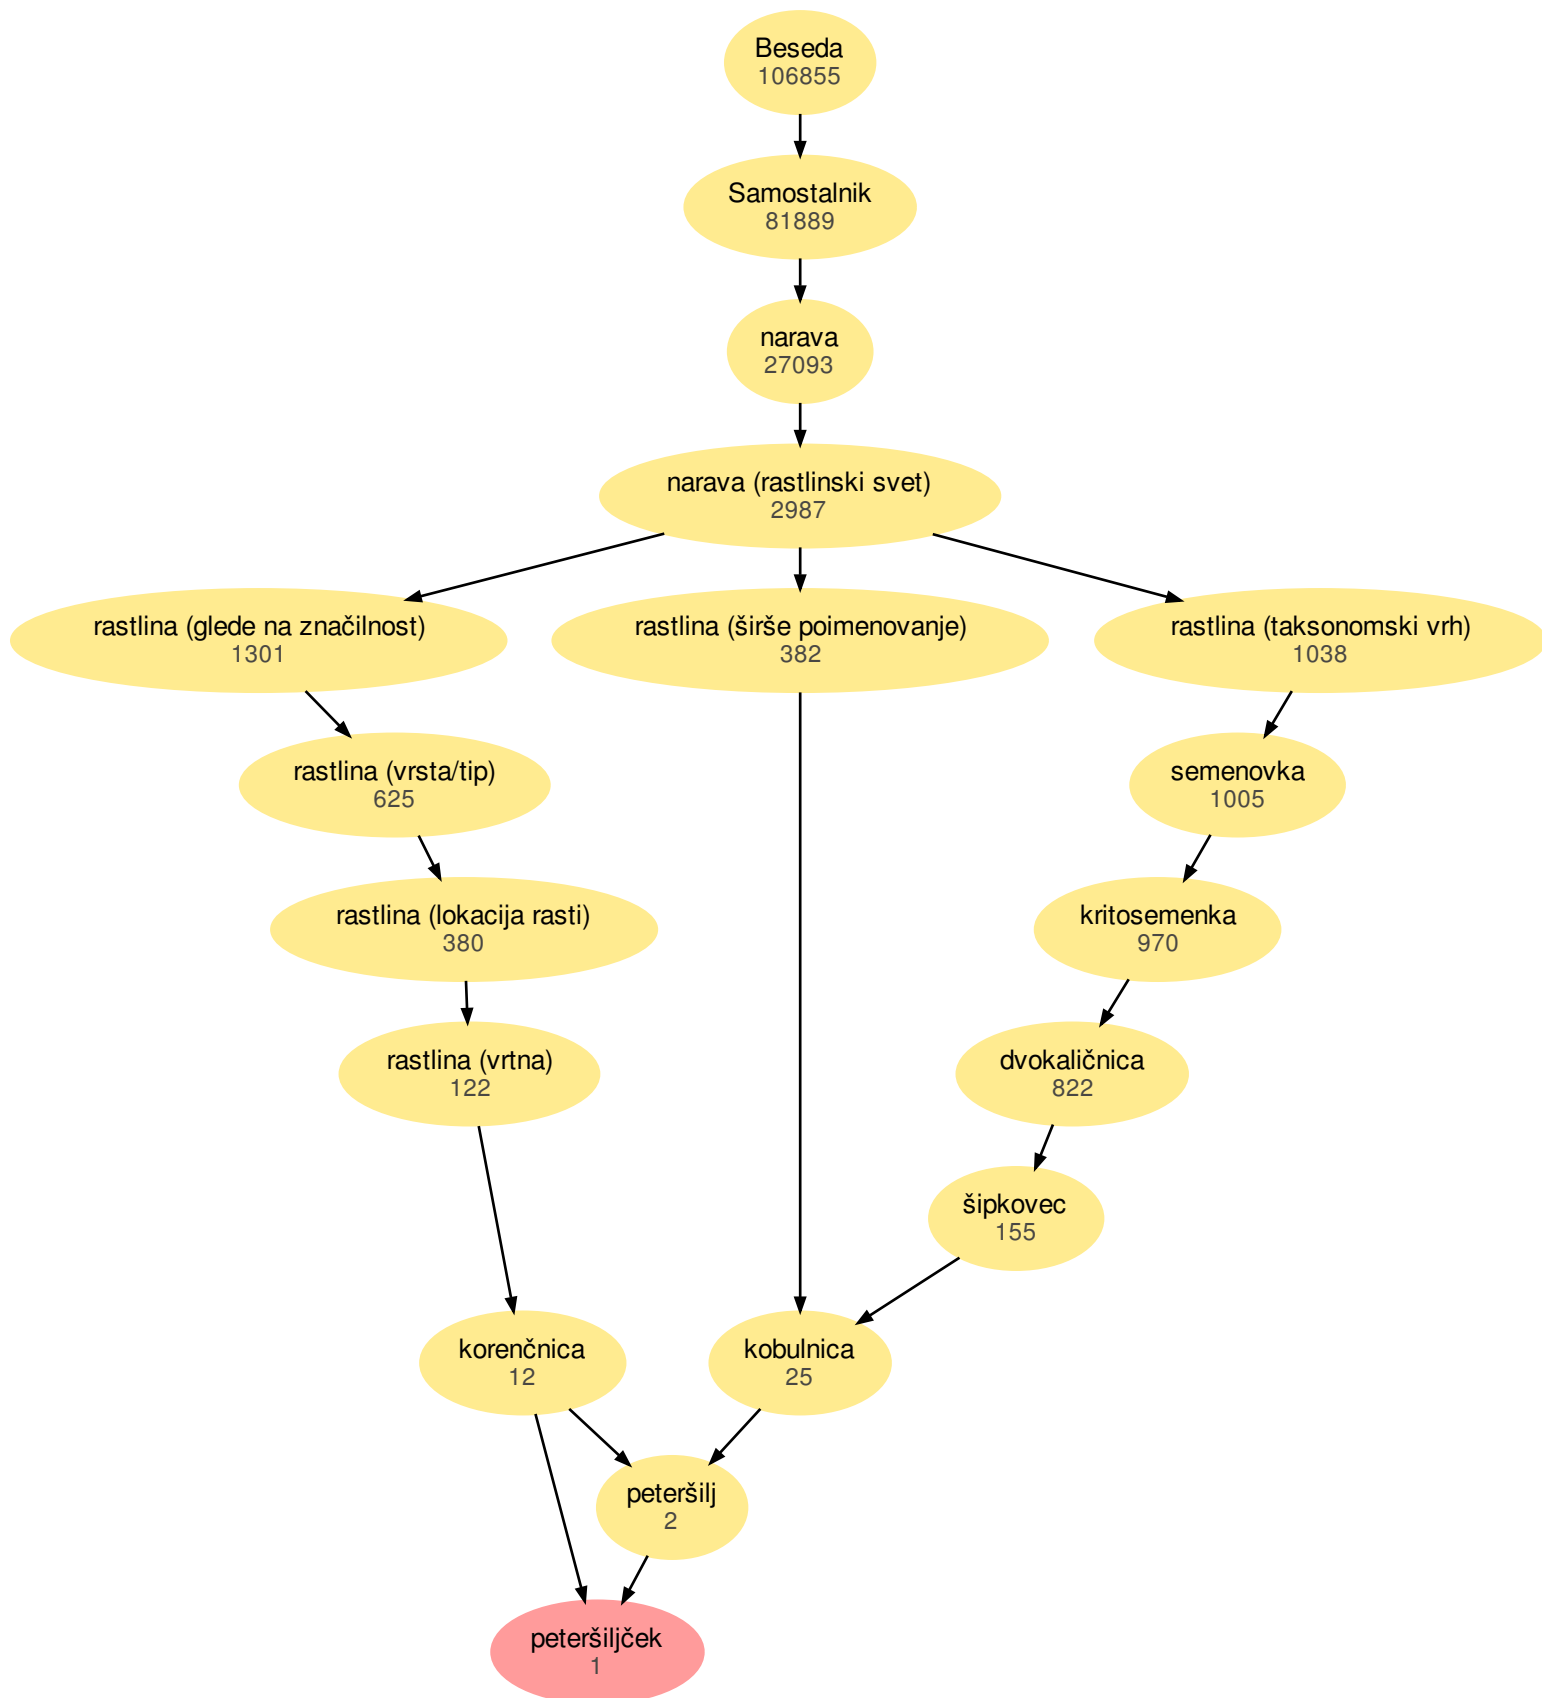 Beseda
106855
Samostalnik
81889
narava
27093
narava (rastlinski svet)
2987
rastlina (glede na značilnost)
1301
rastlina (širše poimenovanje)
382
rastlina (taksonomski vrh)
1038
rastlina (vrsta/tip)
625
semenovka
1005
rastlina (lokacija rasti)
380
kritosemenka
970
rastlina (vrtna)
122
dvokaličnica
822
šipkovec
155
korenčnica
12
kobulnica
25
peteršilj
2
peteršiljček
1